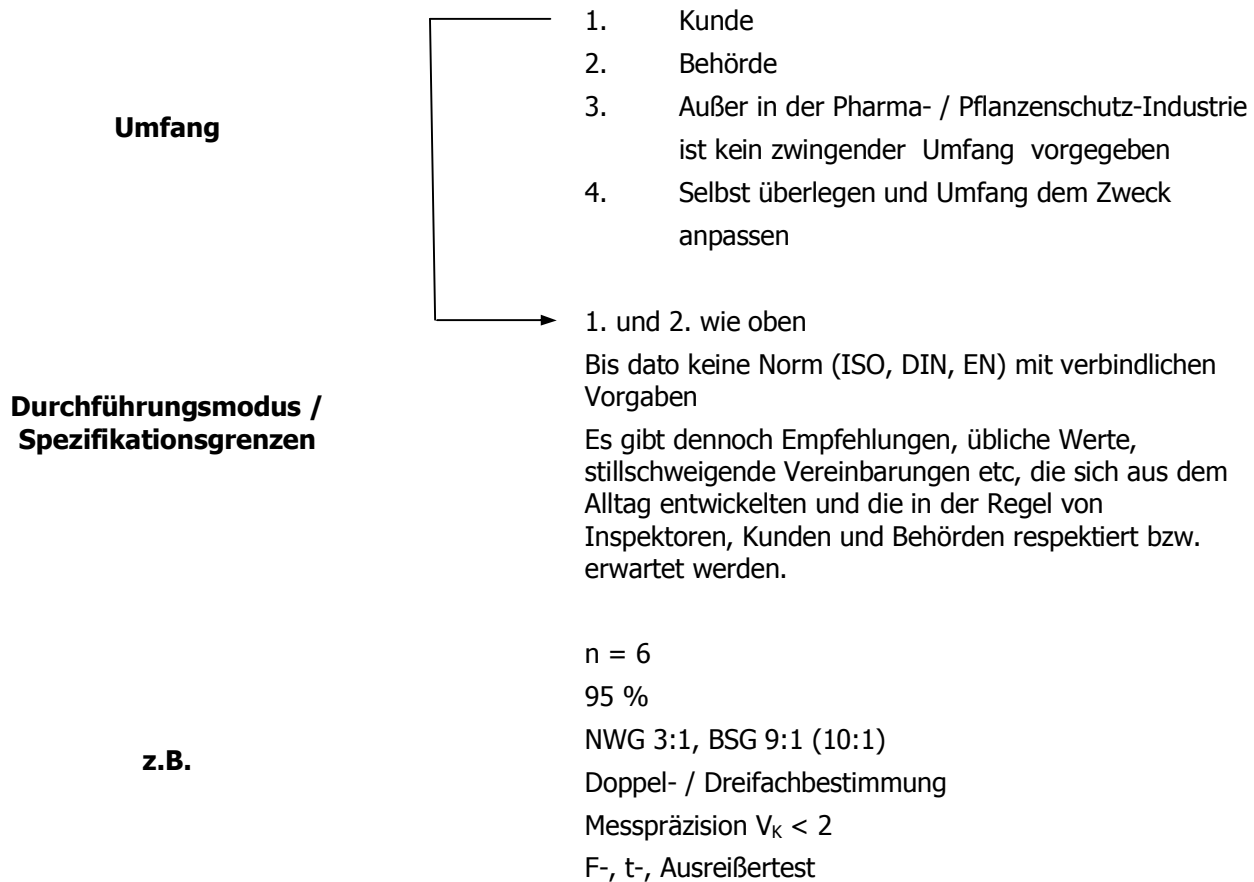 1. Kunde
2. Behörde
Umfang
3. Außer in der Pharma- / Pflanzenschutz-Industrie
ist kein zwingender Umfang vorgegeben
4. Selbst überlegen und Umfang dem Zweck
anpassen
1. und 2. wie oben
Bis dato keine Norm (ISO, DIN, EN) mit verbindlichen
Vorgaben
Durchführungsmodus /
Spezifikationsgrenzen
Es gibt dennoch Empfehlungen, übliche Werte,
stillschweigende Vereinbarungen etc, die sich aus dem
Alltag entwickelten und die in der Regel von
Inspektoren, Kunden und Behörden respektiert bzw.
erwartet werden.
z.B.
n = 6
95 %
NWG 3:1, BSG 9:1 (10:1)
Doppel- / Dreifachbestimmung
Messpräzision VK < 2
F-, t-, Ausreißertest